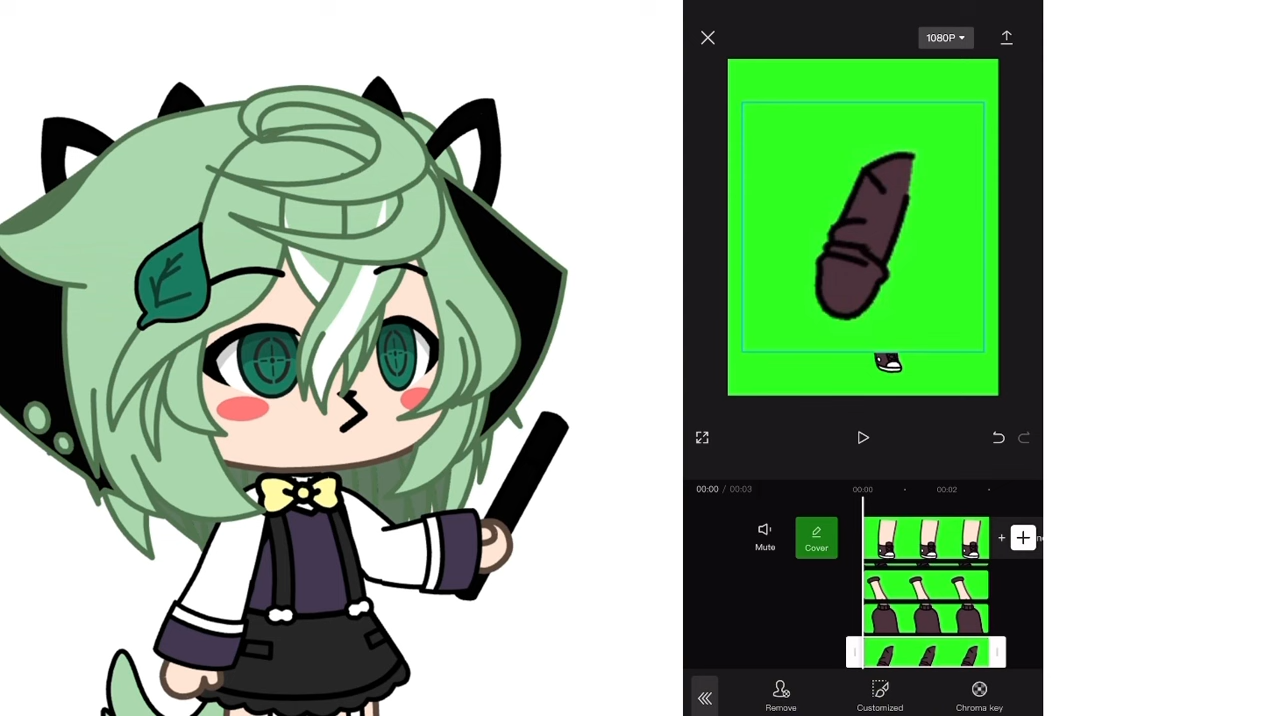 1080P
00:00 / 00:03
00:00
00:02
Mute
Cover
Remove
Customized
Chroma key